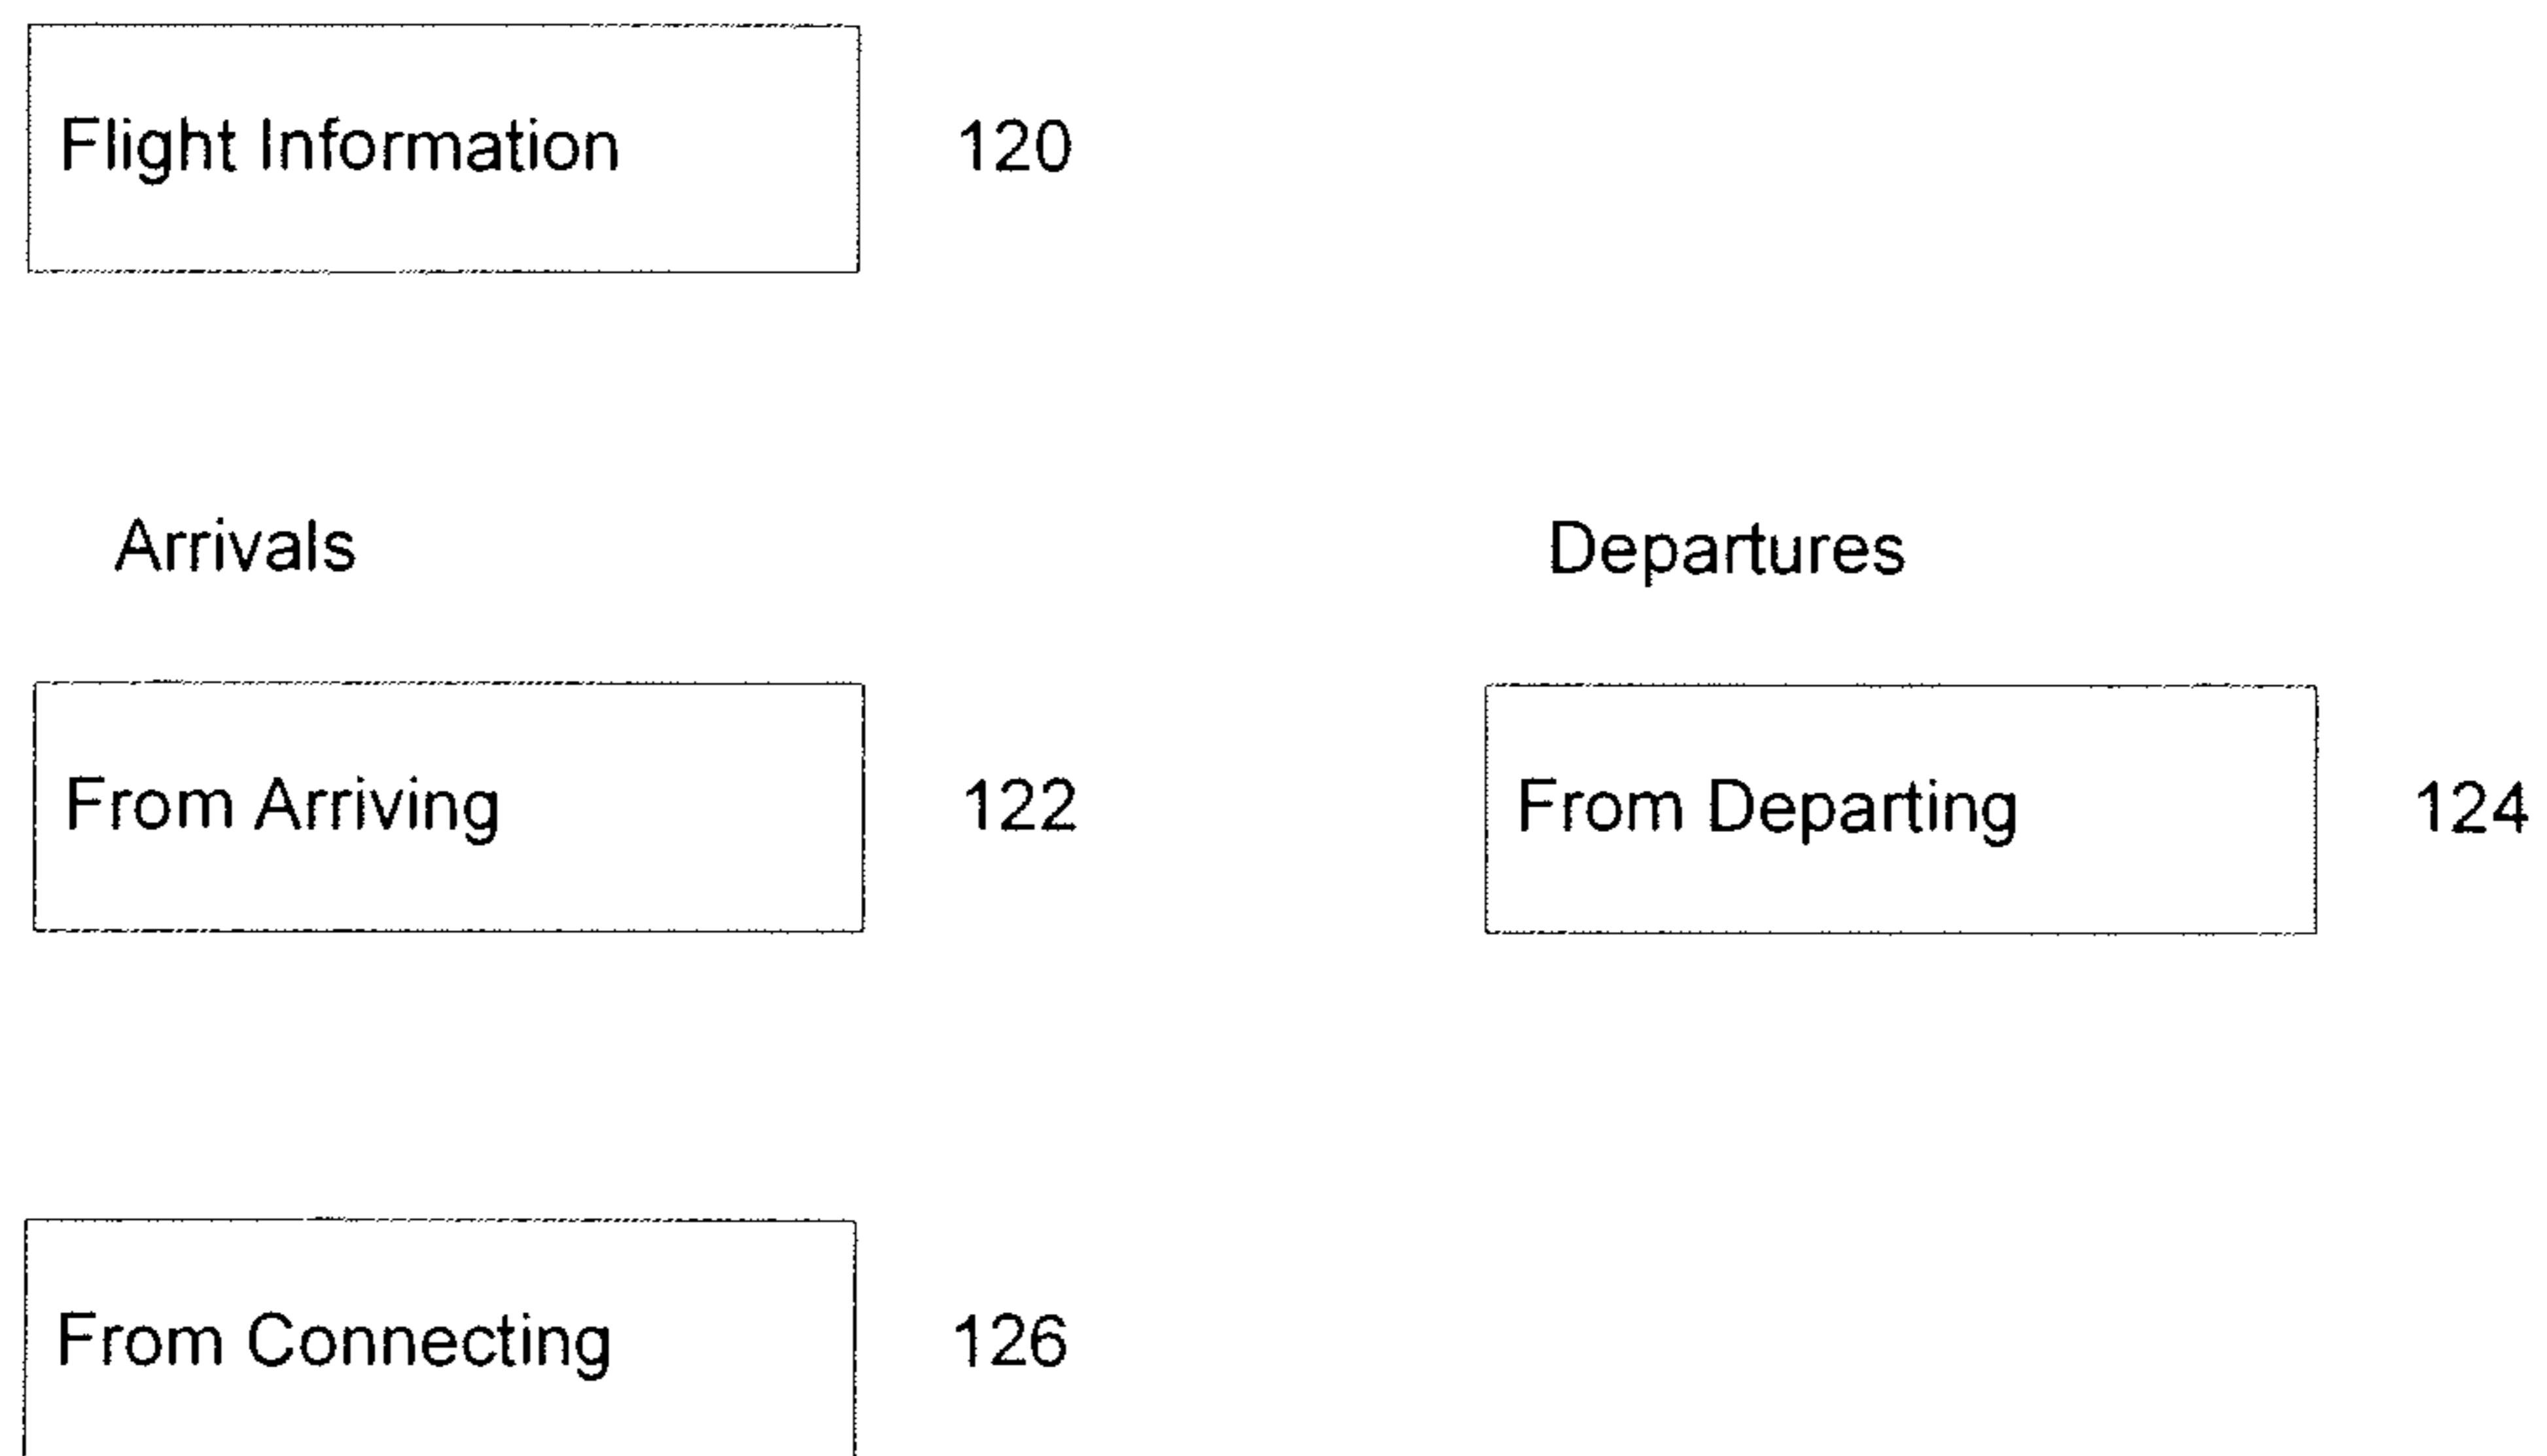 Flight Information 120
Arrivals Departures
From Arriving 122 From Departing 124
From Connecting 126